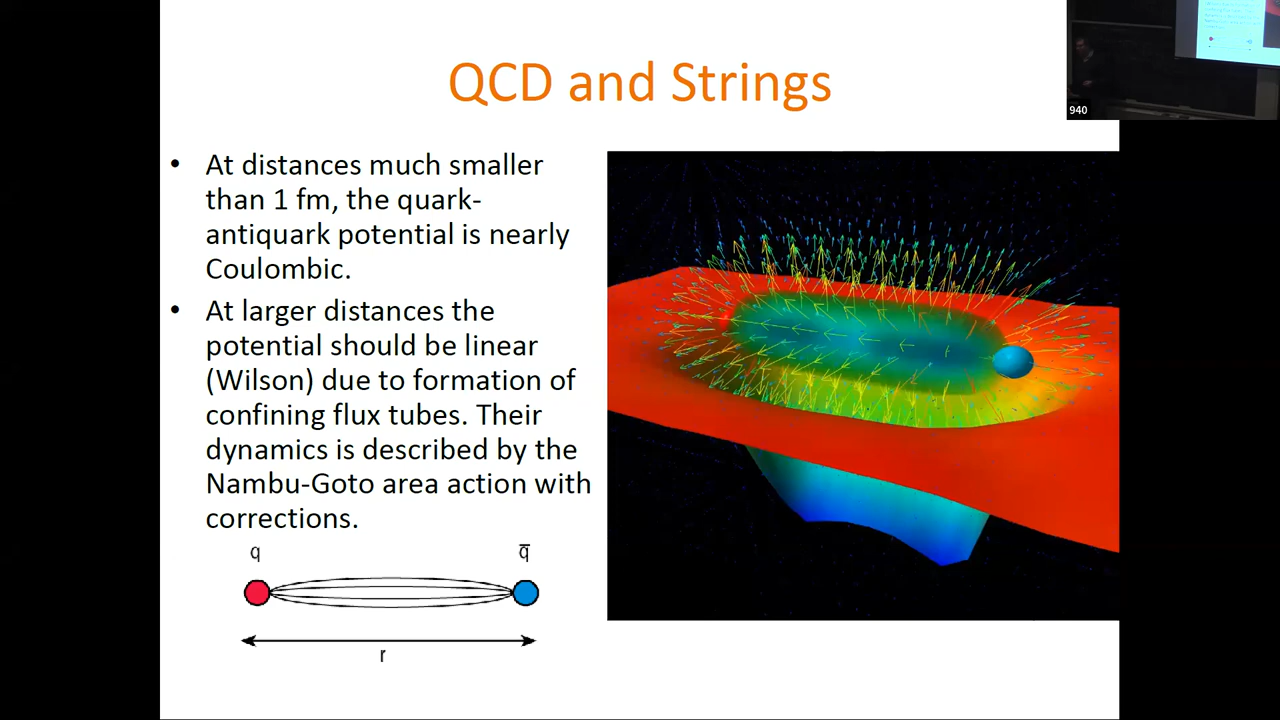 QCD and Strings
940
• At distances much smaller
than 1 fm, the quark-
antiquark potential is nearly
Coulombic.
• At larger distances the
potential should be linear
(Wilson) due to formation of
confining flux tubes. Their
dynamics is described by the
Nambu-Goto area action with
corrections.
q q̅
r